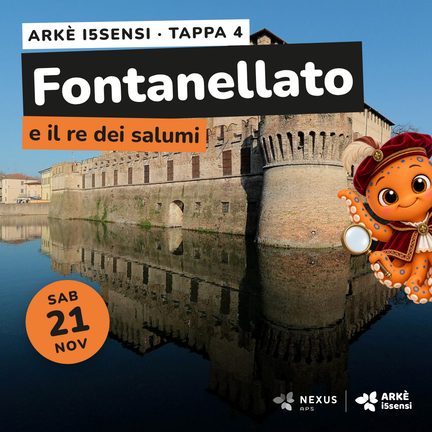 ARKÈ I5SENSI · TAPPA 4
Fontanellato
e il re dei salumi
SAB
21
NOV
NEXUS
APS
ARKÈ
i5sensi